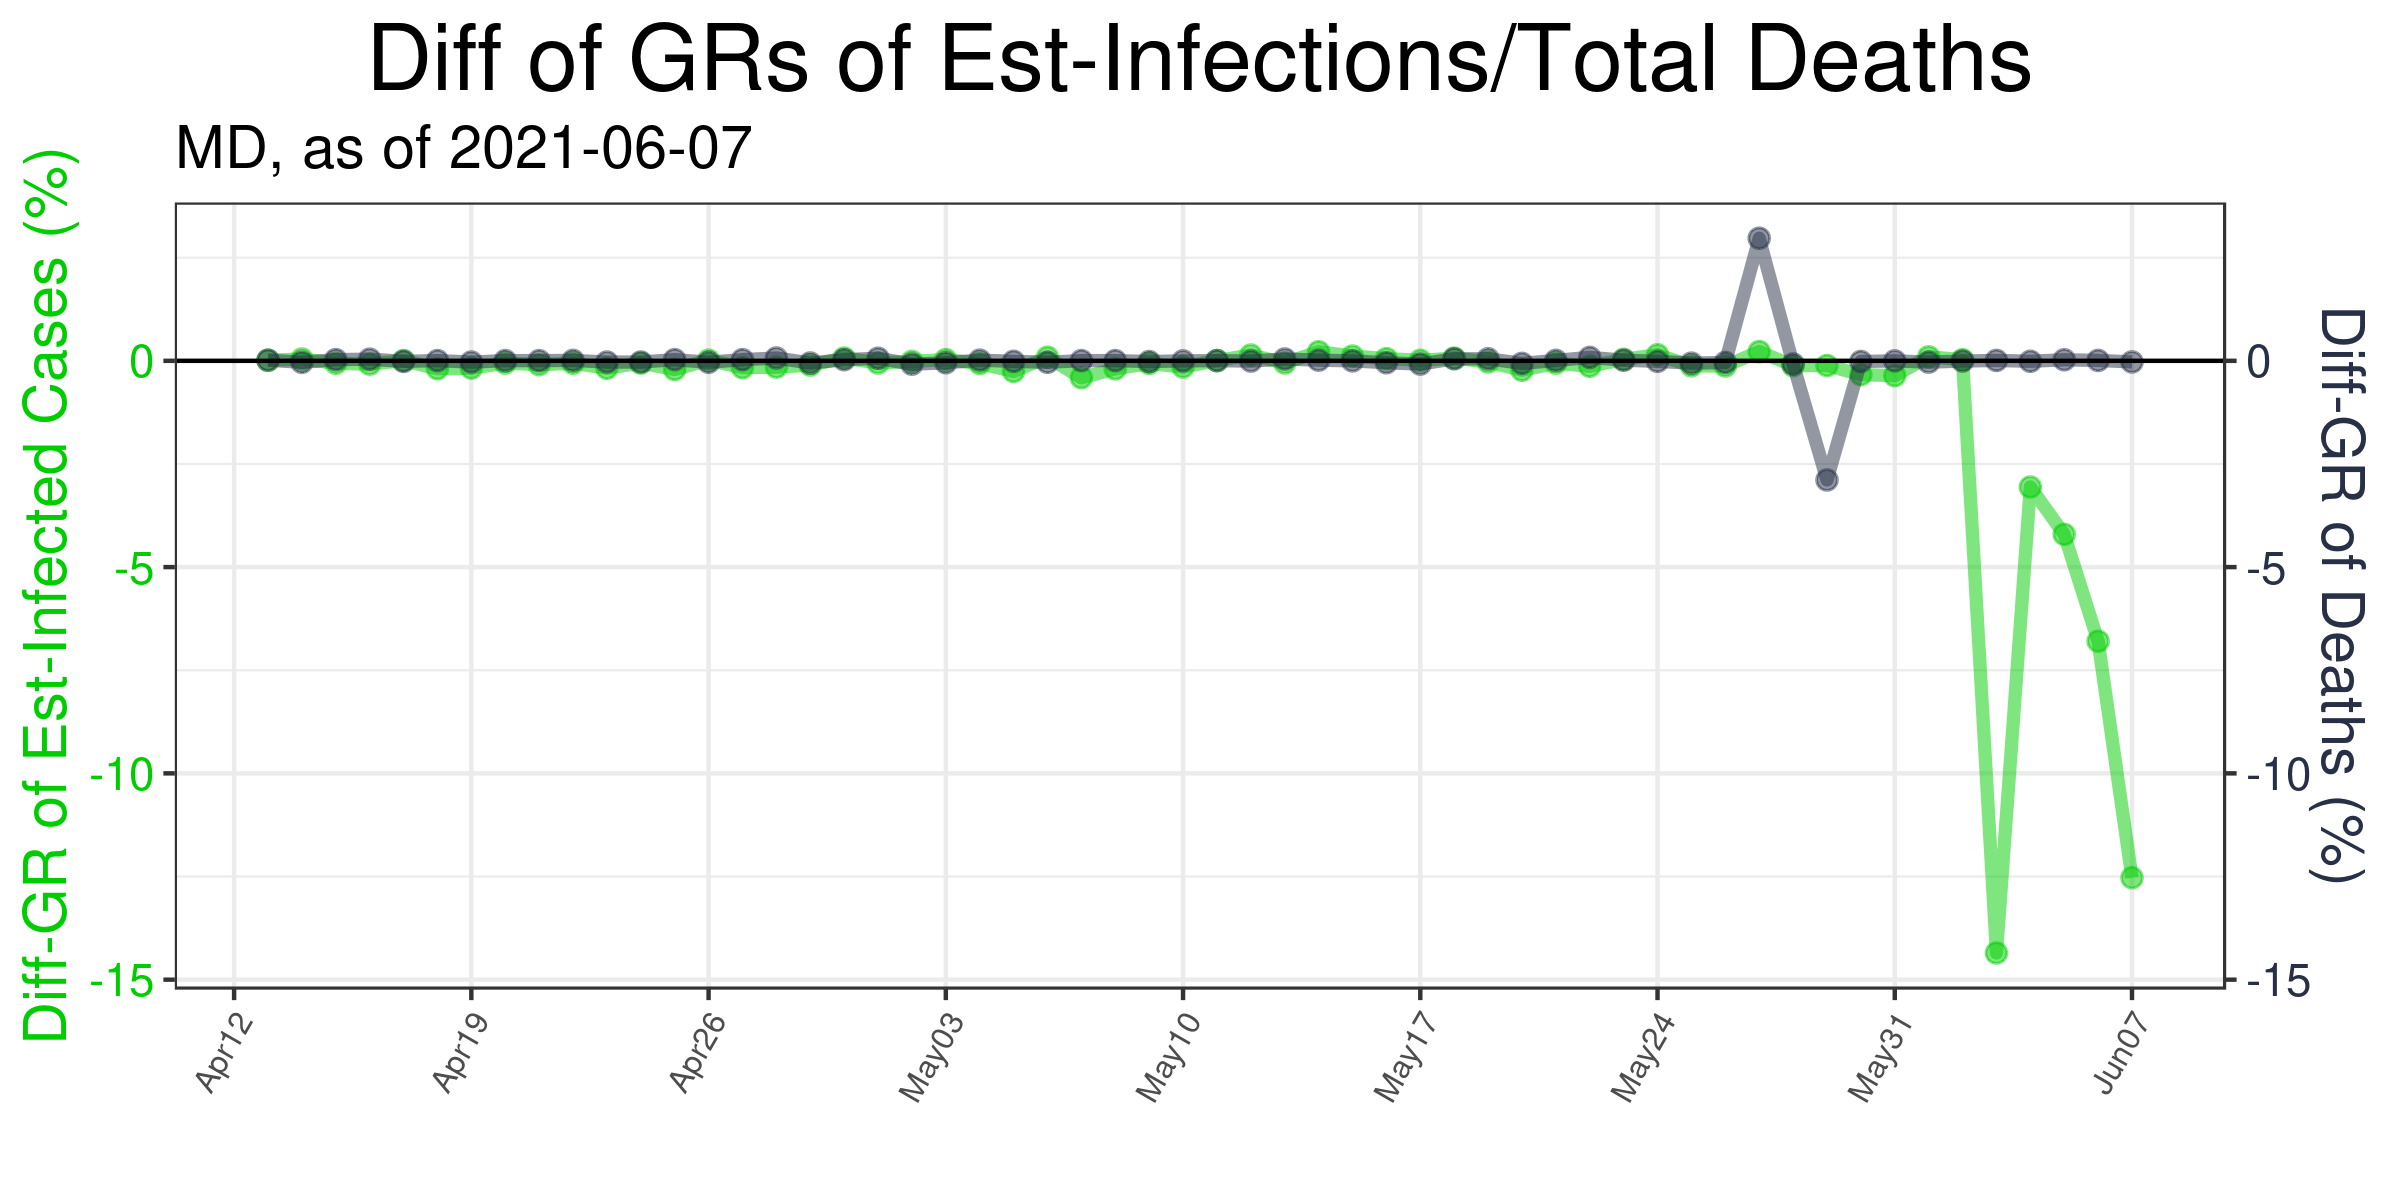 Diff of GRs of Est-Infections/Total Deaths
MD, as of 2021-06-07
Diff-GR of Est-Infected Cases (%)
0
-5
-10
-15
0
-5
-10
-15
Diff-GR of Deaths (%)
Apr12
Apr19
Apr26
May03
May10
May17
May24
May31
Jun07